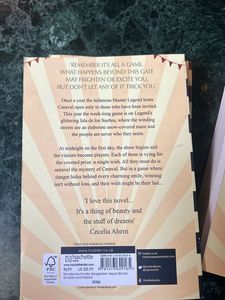 'REMEMBER IT'S ALL A GAME.
WHAT HAPPENS BEYOND THIS GATE
MAY FRIGHTEN OR EXCITE YOU,
BUT DON'T LET ANY OF IT TRICK YOU.'
Once a year the infamous Master Legend hosts
Caraval open only to those who are invited.
This year the week-long game is on Legend's
glittering Isla de los Sueños, where the winding
streets are an elaborate snow-covered maze and
the people are never who they seem.
At midnight on the first day, the show begins and
the visitors become players. Each of them is vying for
the coveted prize: a single wish. All they must do is
unravel the mystery of Caraval. But in a game where
danger hides behind every charming smile, winning
isn't without loss, and their wish might be their last...
'I love this novel...
It's a thing of beauty and
the stuff of dreams'
Cecelia Ahern
hachette
www.hachette.com
FSC